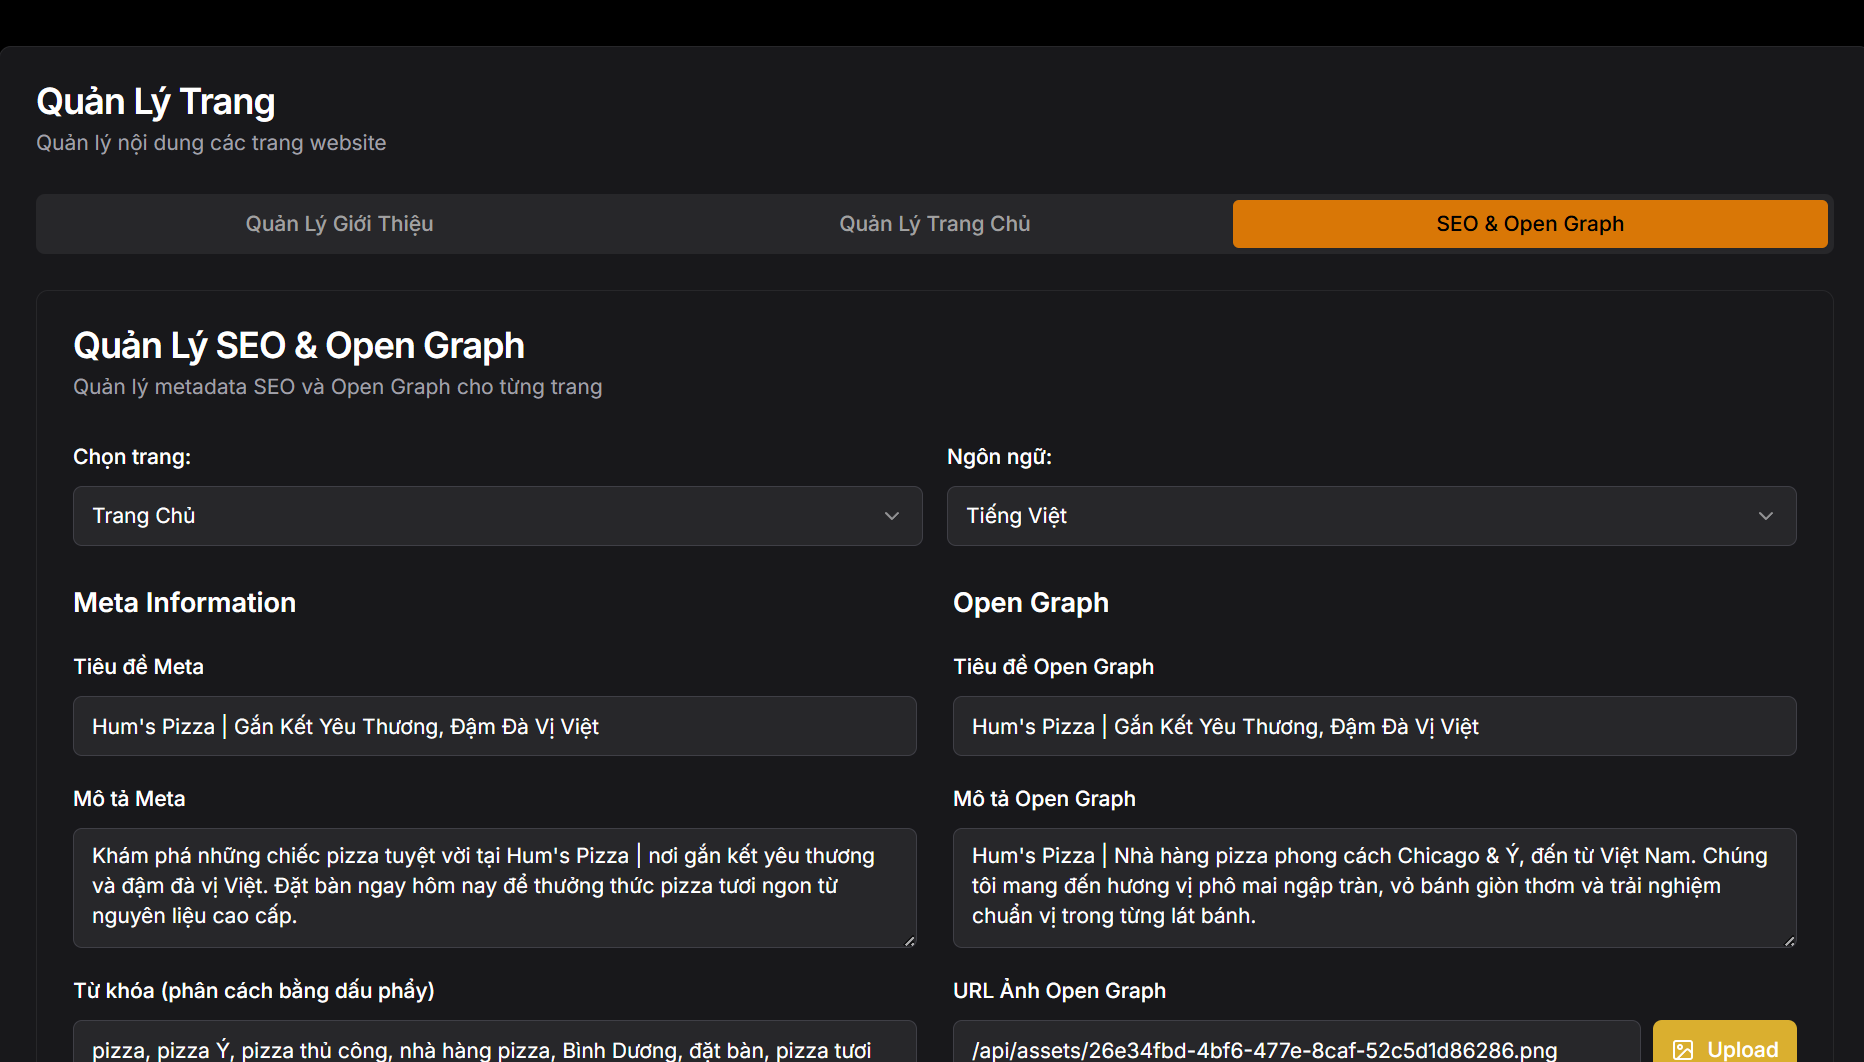 Quản Lý Trang
Quản lý nội dung các trang website
Quản Lý Giới Thiệu
Quản Lý Trang Chủ
SEO & Open Graph
Quản Lý SEO & Open Graph
Quản lý metadata SEO và Open Graph cho từng trang
Chọn trang:
Ngôn ngữ:
Trang Chủ
Tiếng Việt
Meta Information
Open Graph
Tiêu đề Meta
Tiêu đề Open Graph
Hum's Pizza | Gắn Kết Yêu Thương, Đậm Đà Vị Việt
Hum's Pizza | Gắn Kết Yêu Thương, Đậm Đà Vị Việt
Mô tả Meta
Mô tả Open Graph
Khám phá những chiếc pizza tuyệt vời tại Hum's Pizza | nơi gắn kết yêu thương
và đậm đà vị Việt. Đặt bàn ngay hôm nay để thưởng thức pizza tươi ngon từ
nguyên liệu cao cấp.
Hum's Pizza | Nhà hàng pizza phong cách Chicago & Ý, đến từ Việt Nam. Chúng
tôi mang đến hương vị phô mai ngập tràn, vỏ bánh giòn thơm và trải nghiệm
chuẩn vị trong từng lát bánh.
Từ khóa (phân cách bằng dấu phẩy)
URL Ảnh Open Graph
pizza, pizza Ý, pizza thủ công, nhà hàng pizza, Bình Dương, đặt bàn, pizza tươi
/api/assets/26e34fbd-4bf6-477e-8caf-52c5d1d86286.png
Upload